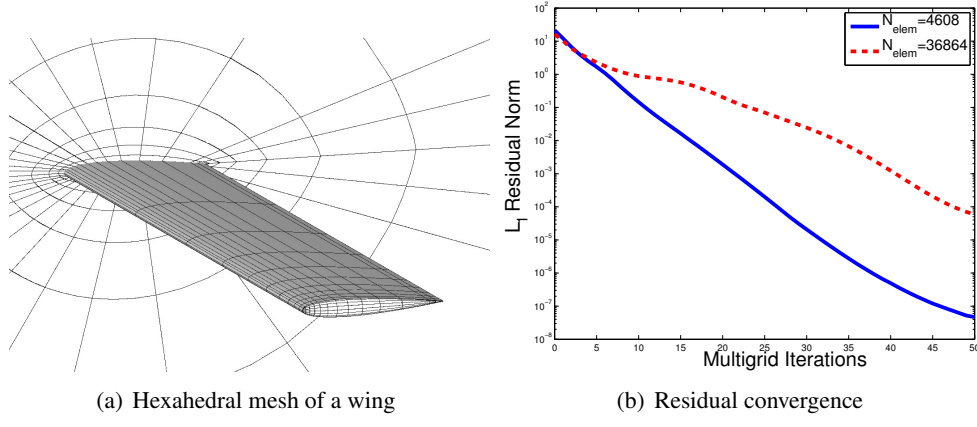 N_elem=4608
N_elem=36864
10^2
10^1
10^0
10^-1
10^-2
10^-3
10^-4
10^-5
10^-6
10^-7
10^-8
L_1 Residual Norm
0 5 10 15 20 25 30 35 40 45 50
Multigrid Iterations
(a) Hexahedral mesh of a wing
(b) Residual convergence